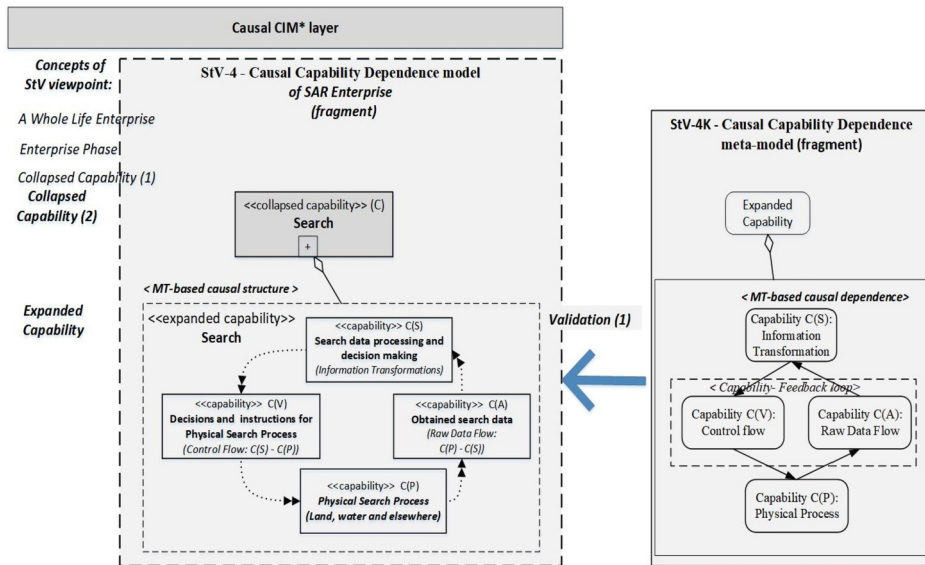 Causal CIM* layer
Concepts of
StV viewpoint:
A Whole Life Enterprise
Enterprise Phase
Collapsed Capability (1)
Collapsed
Capability (2)
Expanded
Capability
StV-4 - Causal Capability Dependence model
of SAR Enterprise
(fragment)
<<collapsed capability>> (C)
Search
+
< MT-based causal structure >
<<expanded capability>>
Search
<<capability>> C(S)
Search data processing and
decision making
(Information Transformations)
<<capability>> C(V)
Decisions and instructions for
Physical Search Process
(Control Flow: C(S) - C(P))
<<capability>> C(A)
Obtained search data
(Raw Data Flow:
C(P) - C(S))
<<capability>> C(P)
Physical Search Process
(Land, water and elsewhere)
Validation (1)
StV-4K - Causal Capability Dependence
meta-model (fragment)
Expanded
Capability
<MT-based causal dependence>
Capability C(S):
Information
Transformation
< Capability- Feedback loop>
Capability C(V):
Control flow
Capability C(A):
Raw Data Flow
Capability C(P):
Physical Process